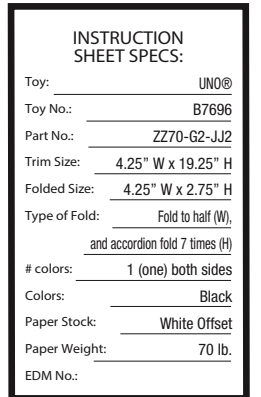 INSTRUCTION
SHEET SPECS:
Toy: UNO®
Toy No.: B7696
Part No.: ZZ70-G2-JJ2
Trim Size: 4.25” W x 19.25” H
Folded Size: 4.25” W x 2.75” H
Type of Fold: Fold to half (W),
and accordion fold 7 times (H)
# colors: 1 (one) both sides
Colors: Black
Paper Stock: White Offset
Paper Weight: 70 lb.
EDM No.: